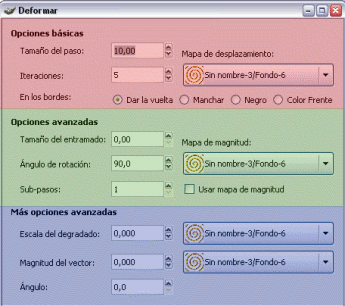 Deformar
Opciones básicas
Tamaño del paso: 10,00 Mapa de desplazamiento:
Iteraciones: 5 Sin nombre-3/Fondo-6
En los bordes: Dar la vuelta Manchar Negro Color Frente
Opciones avanzadas
Tamaño del entramado: 0,00 Mapa de magnitud:
Ángulo de rotación: 90,0 Sin nombre-3/Fondo-6
Sub-pasos: 1 Usar mapa de magnitud
Más opciones avanzadas
Escala del degradado: 0,000 Sin nombre-3/Fondo-6
Magnitud del vector: 0,000 Sin nombre-3/Fondo-6
Ángulo: 0,0